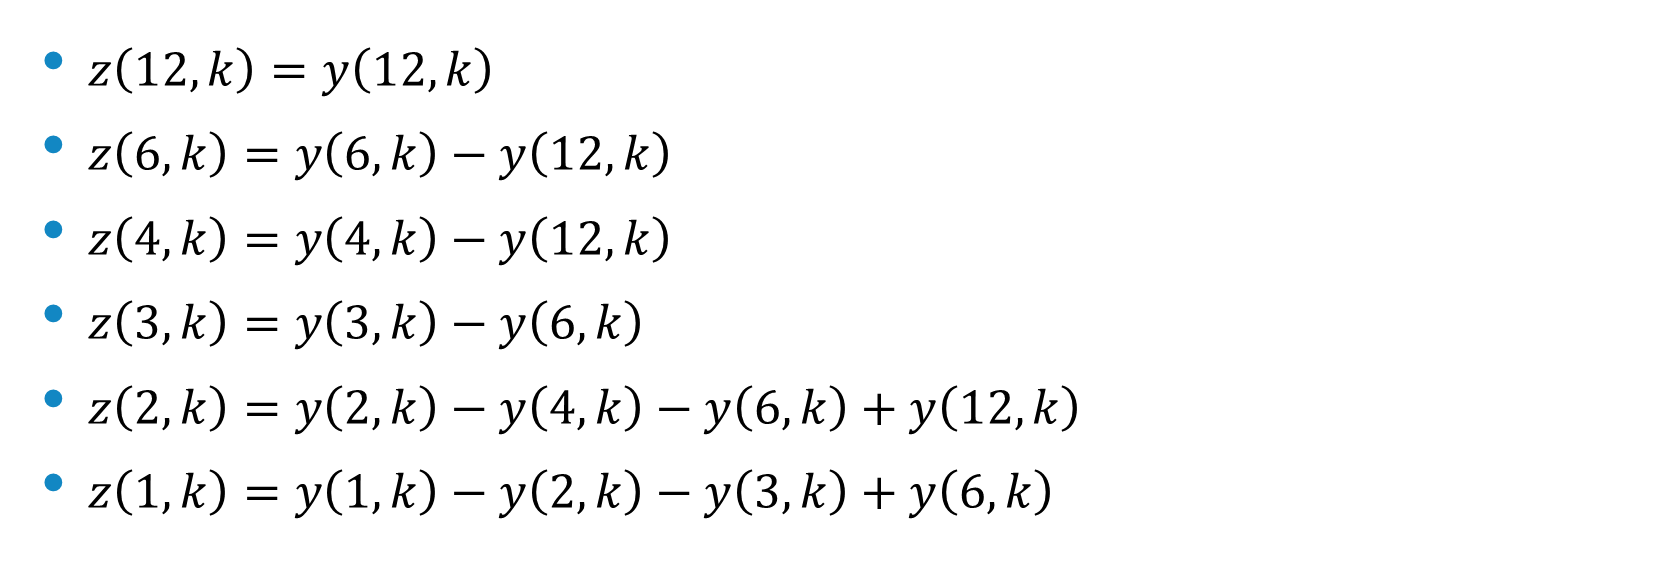 • z(12, k) = y(12, k)
• z(6, k) = y(6, k) − y(12, k)
• z(4, k) = y(4, k) − y(12, k)
• z(3, k) = y(3, k) − y(6, k)
• z(2, k) = y(2, k) − y(4, k) − y(6, k) + y(12, k)
• z(1, k) = y(1, k) − y(2, k) − y(3, k) + y(6, k)